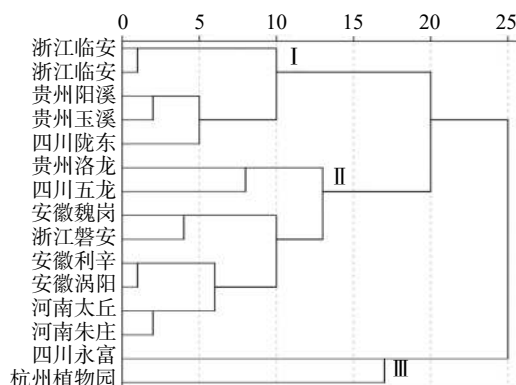 0 5 10 15 20 25
浙江临安 Ⅰ
浙江临安
贵州阳溪
贵州玉溪
四川陇东
贵州洛龙 Ⅱ
四川五龙
安徽魏岗
浙江磐安
安徽利辛
安徽涡阳
河南太丘
河南朱庄
四川永富 Ⅲ
杭州植物园